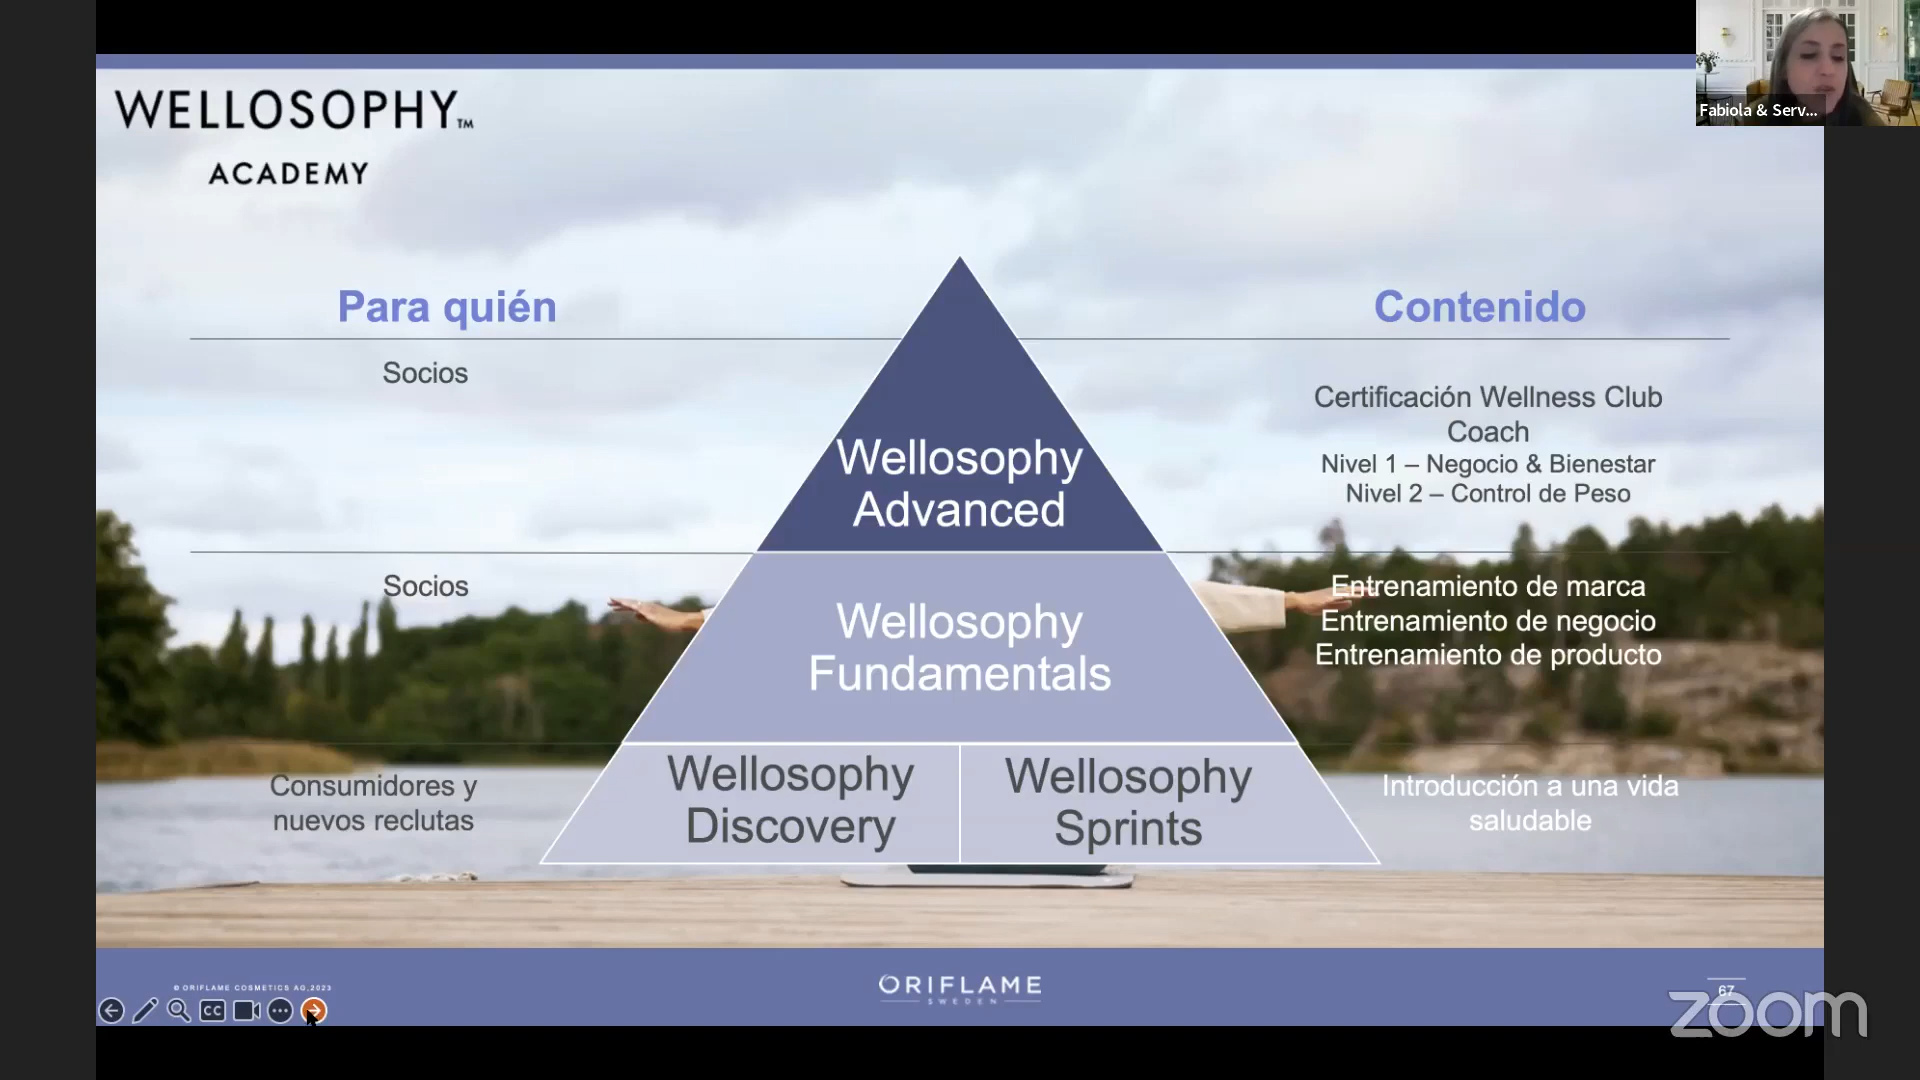 WELLOSOPHY™
ACADEMY
Fabiola & Serv...
Para quién
Contenido
Socios
Certificación Wellness Club
Coach
Nivel 1 – Negocio & Bienestar
Nivel 2 – Control de Peso
Wellosophy
Advanced
Socios
Wellosophy
Fundamentals
Entrenamiento de marca
Entrenamiento de negocio
Entrenamiento de producto
Consumidores y
nuevos reclutas
Wellosophy
Discovery
Wellosophy
Sprints
Introducción a una vida
saludable
© ORIFLAME COSMETICS AG,2023
CC
ORIFLAME
SWEDEN
67
zoom